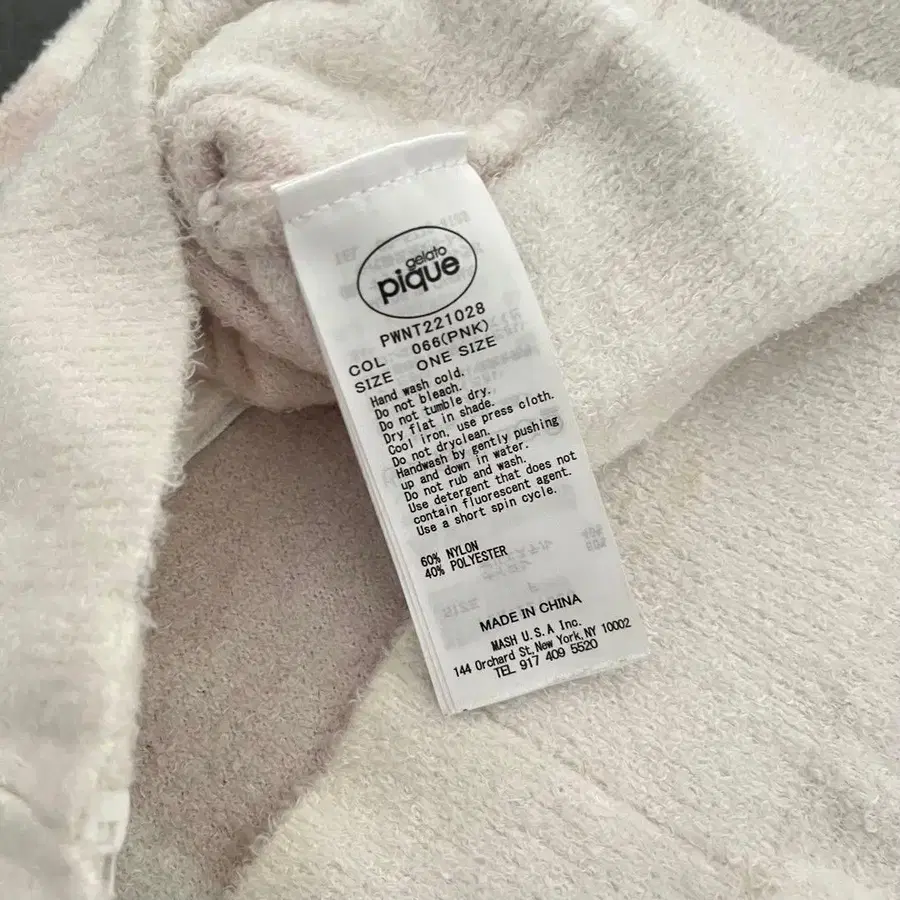 gelato
pique
PWNT221028
COL 066(PNK)
SIZE ONE SIZE
Hand wash cold.
Do not bleach.
Do not tumble dry.
Dry flat in shade.
Cool iron, use press cloth.
Do not dryclean.
Handwash by gently pushing
up and down in water.
Do not rub and wash.
Use detergent that does not
contain fluorescent agent.
Use a short spin cycle.
60% NYLON
40% POLYESTER
MADE IN CHINA
MASH U.S.A Inc.
144 Orchard St,New York,NY 10002
TEL 917 409 5520